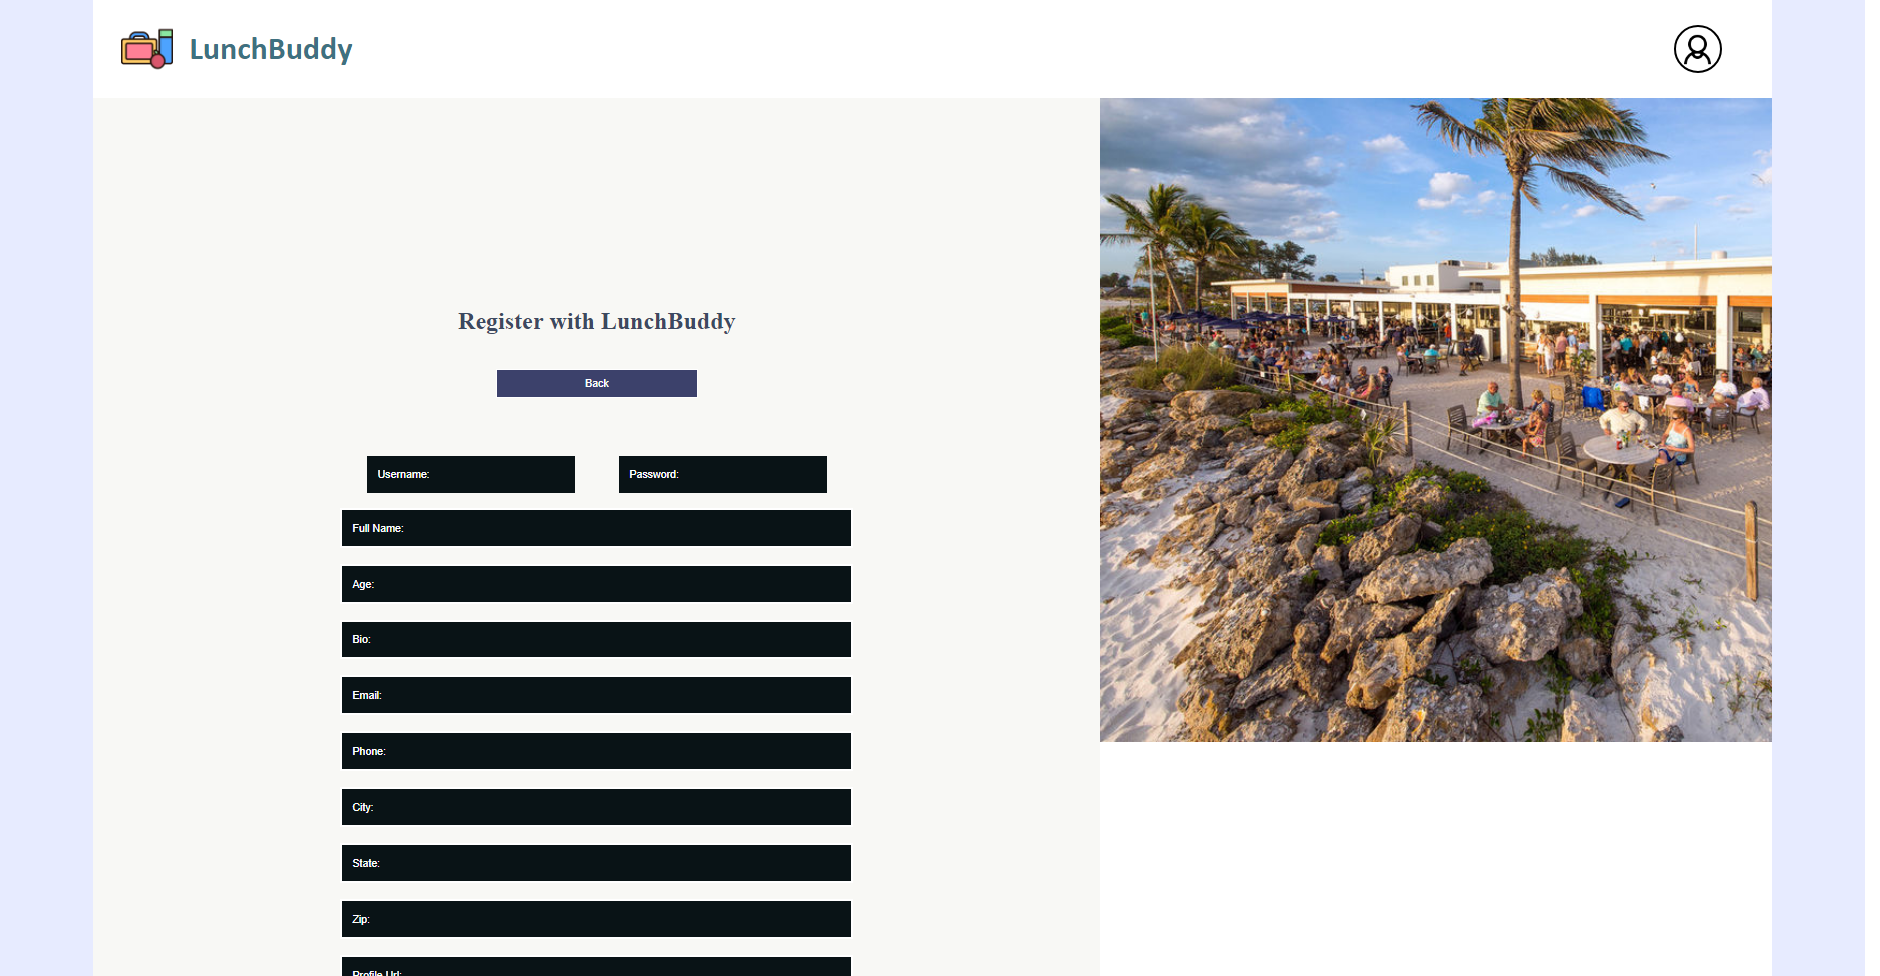 LunchBuddy
Register with LunchBuddy
Back
Username:
Password:
Full Name:
Age:
Bio:
Email:
Phone:
City:
State:
Zip:
Profile Url: